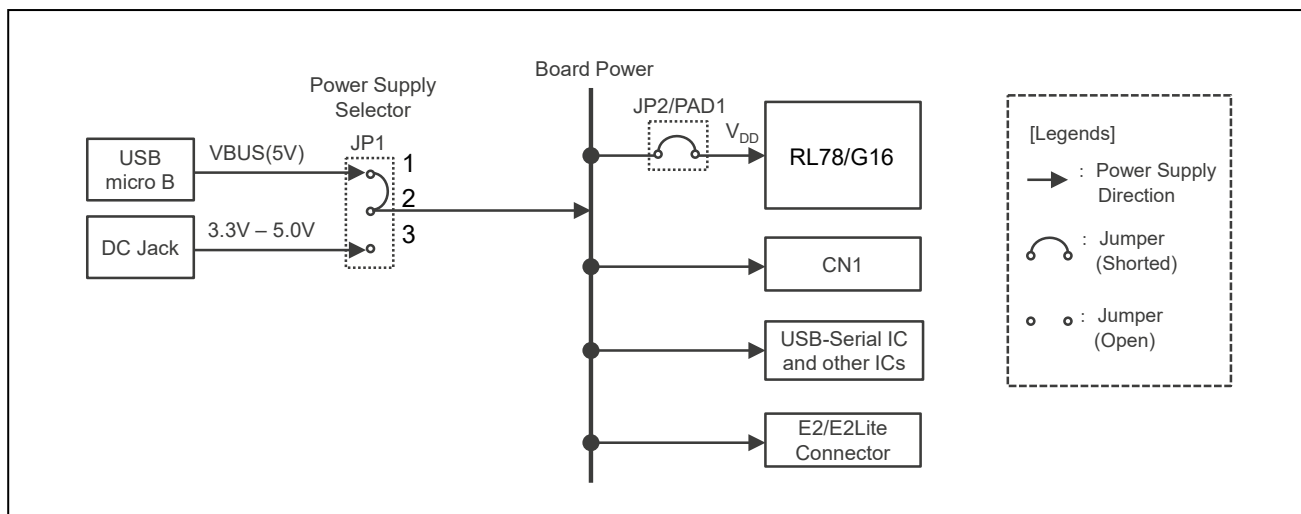 Board Power
Power Supply
Selector
JP1
JP2/PAD1
VDD
RL78/G16
USB
micro B
VBUS(5V)
1
2
3
DC Jack
3.3V – 5.0V
CN1
USB-Serial IC
and other ICs
E2/E2Lite
Connector
[Legends]
: Power Supply
Direction
: Jumper
(Shorted)
: Jumper
(Open)